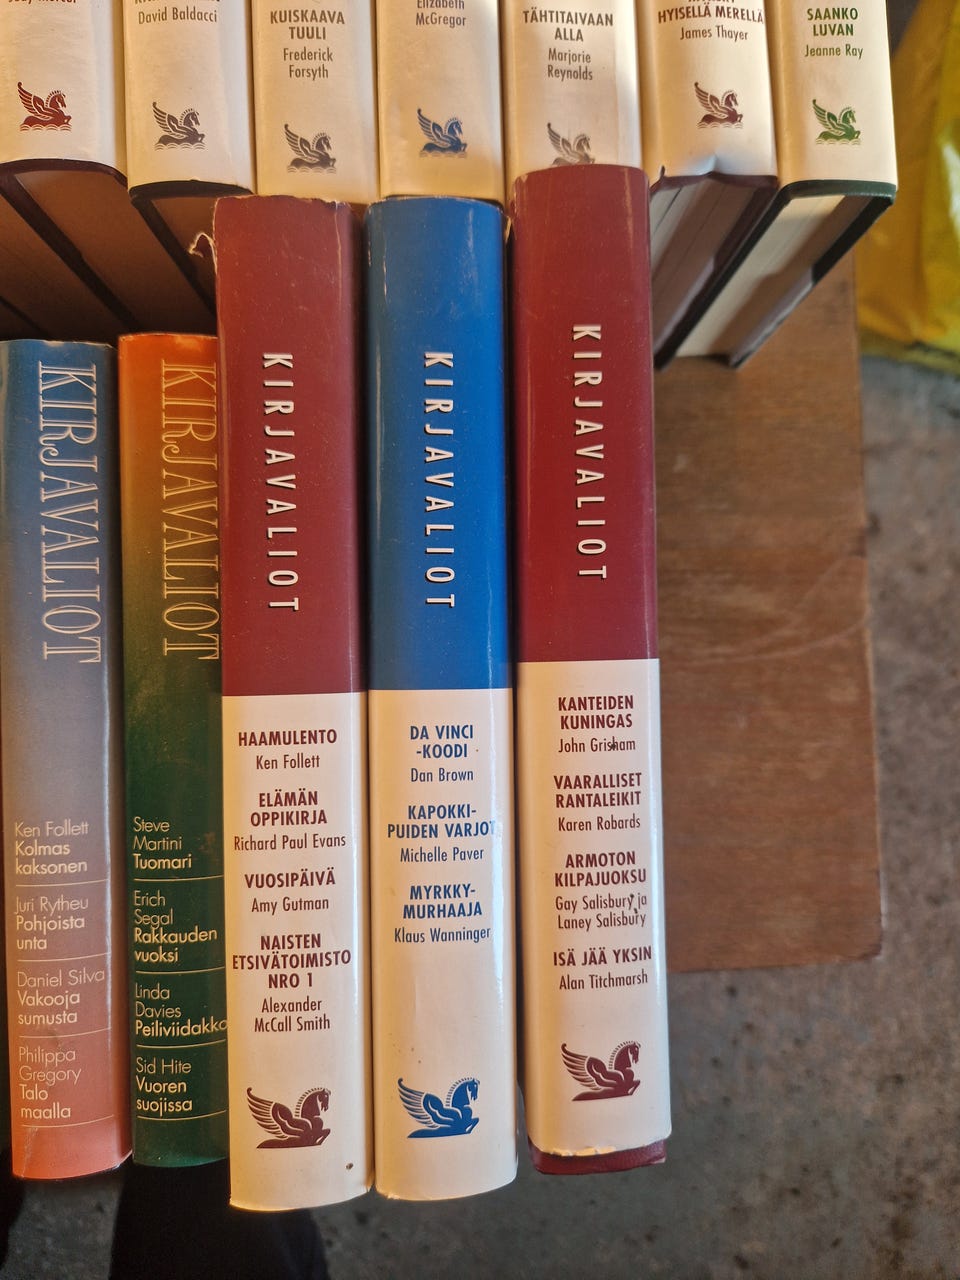 David Baldacci
KUISKAAVA
TUULI
Frederick
Forsyth
Elizabeth
McGregor
TÄHTITAIVAAN
ALLA
Marjorie
Reynolds
HYISELLÄ MERELLÄ
James Thayer
SAANKO
LUVAN
Jeanne Ray
KIRJAVALIOT
Ken Follett
Kolmas
kaksonen
Juri Rytheu
Pohjoista
unta
Daniel Silva
Vakooja
sumusta
Philippa
Gregory
Talo
maalla
KIRJAVALIOT
Steve
Martini
Tuomari
Erich
Segal
Rakkauden
vuoksi
Linda
Davies
Peiliviidakko
Sid Hite
Vuoren
suojissa
KIRJAVALIOT
HAAMULENTO
Ken Follett
ELÄMÄN
OPPIKIRJA
Richard Paul Evans
VUOSIPÄIVÄ
Amy Gutman
NAISTEN
ETSIVÄTOIMISTO
NRO 1
Alexander
McCall Smith
KIRJAVALIOT
DA VINCI
-KOODI
Dan Brown
KAPOKKI-
PUIDEN VARJOT
Michelle Paver
MYRKKY-
MURHAAJA
Klaus Wanninger
KIRJAVALIOT
KANTEIDEN
KUNINGAS
John Grisham
VAARALLISET
RANTALEIKIT
Karen Robards
ARMOTON
KILPAJUOKSU
Gay Salisbury ja
Laney Salisbury
ISÄ JÄÄ YKSIN
Alan Titchmarsh